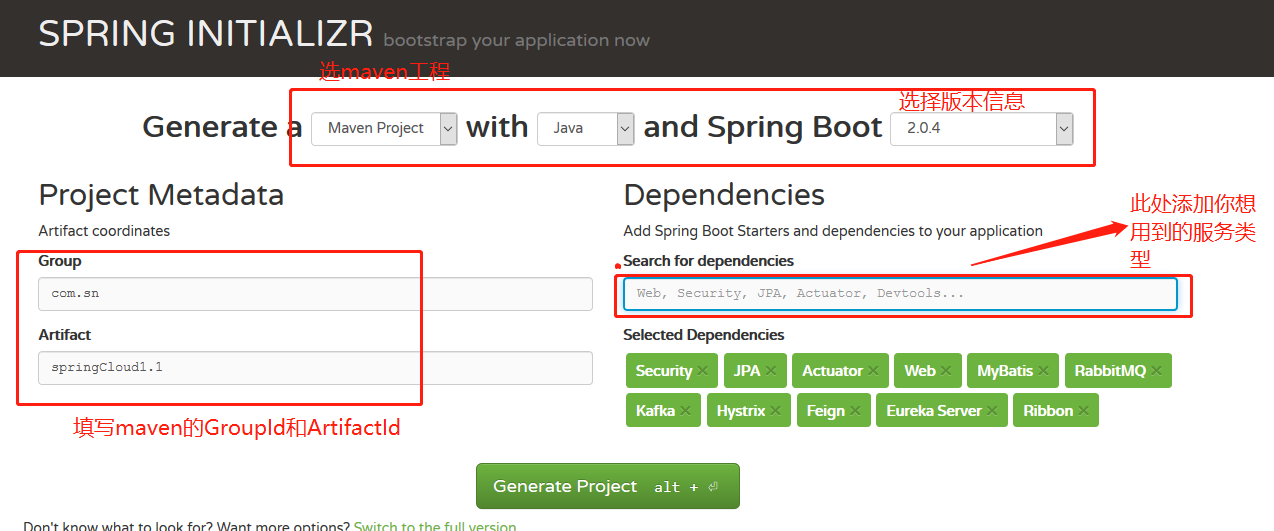 SPRING INITIALIZR bootstrap your application now
选maven工程
选择版本信息
Generate a Maven Project with Java and Spring Boot 2.0.4
Project Metadata
Artifact coordinates
Group
com.sn
Artifact
springCloud1.1
填写maven的GroupId和ArtifactId
Dependencies
Add Spring Boot Starters and dependencies to your application
此处添加你想
用到的服务类
型
Search for dependencies
Web, Security, JPA, Actuator, Devtools...
Selected Dependencies
Security × JPA × Actuator × Web × MyBatis × RabbitMQ ×
Kafka × Hystrix × Feign × Eureka Server × Ribbon ×
Generate Project alt + ⏎
Don't know what to look for? Want more options? Switch to the full version.